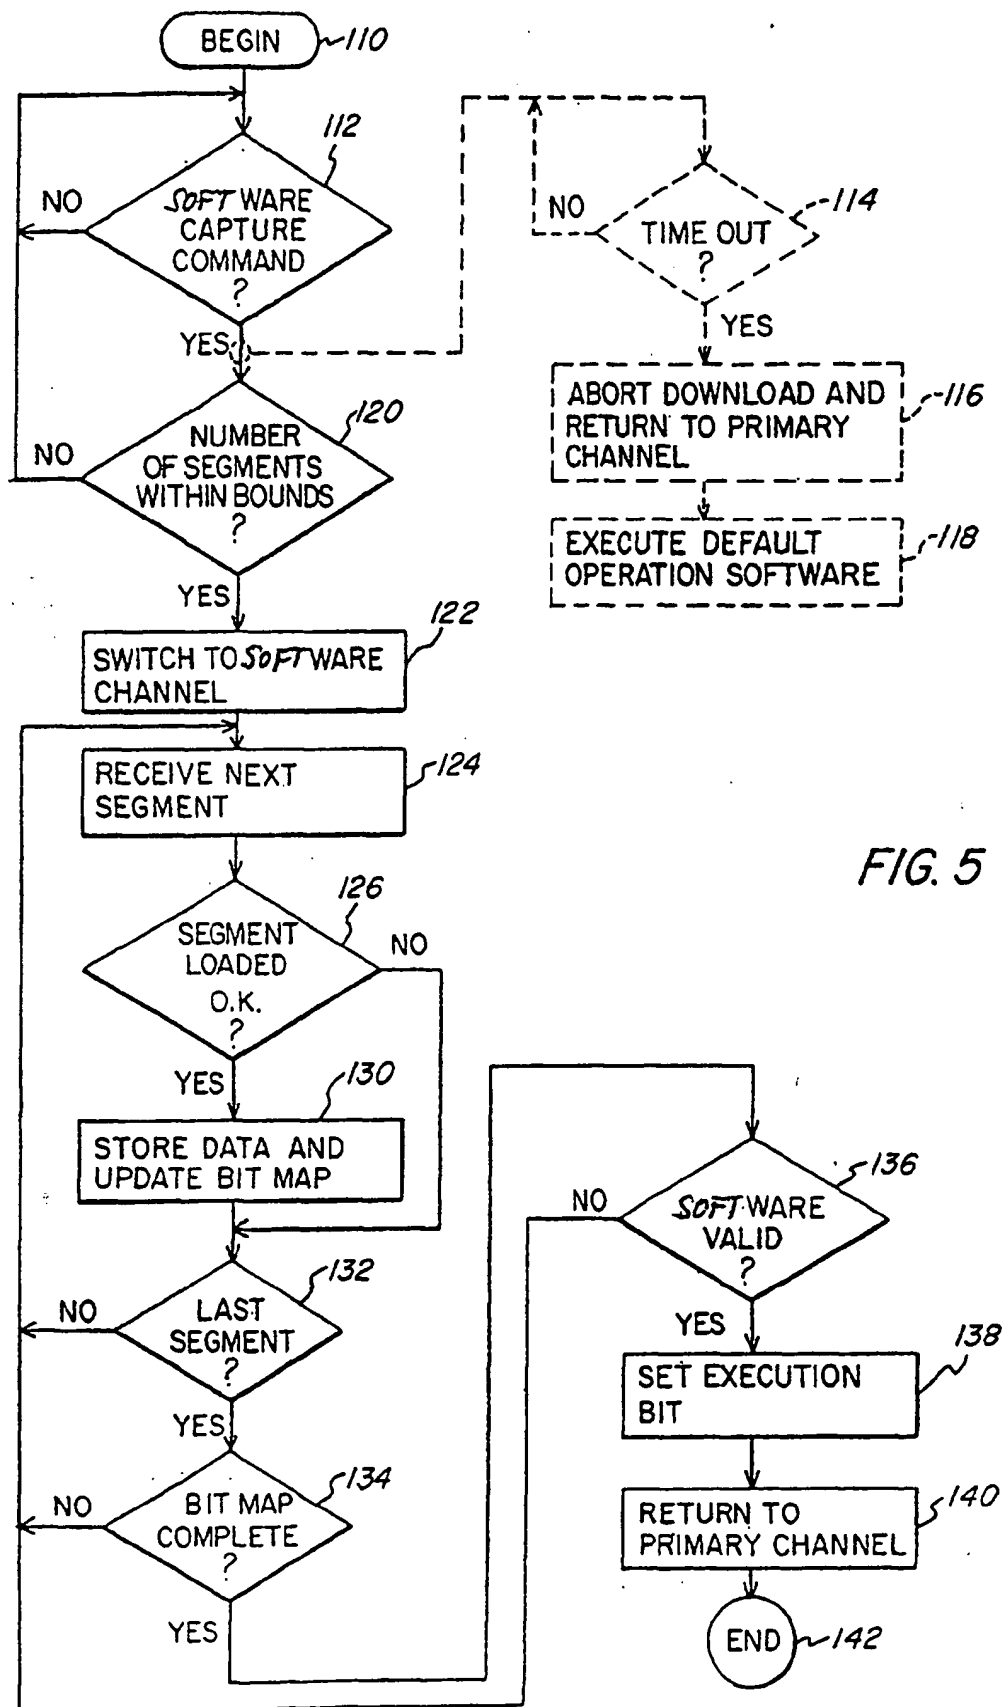 BEGIN
110
112
SOFTWARE
CAPTURE
COMMAND
?
NO
YES
TIME OUT
?
114
NO
YES
ABORT DOWNLOAD AND
RETURN TO PRIMARY
CHANNEL
116
EXECUTE DEFAULT
OPERATION SOFTWARE
118
120
NUMBER
OF SEGMENTS
WITHIN BOUNDS
?
NO
YES
122
SWITCH TO SOFTWARE
CHANNEL
RECEIVE NEXT
SEGMENT
124
FIG. 5
126
SEGMENT
LOADED
O.K.
?
NO
YES
130
STORE DATA AND
UPDATE BIT MAP
132
LAST
SEGMENT
?
NO
YES
134
BIT MAP
COMPLETE
?
NO
YES
136
SOFTWARE
VALID
?
NO
YES
138
SET EXECUTION
BIT
140
RETURN TO
PRIMARY CHANNEL
END
142